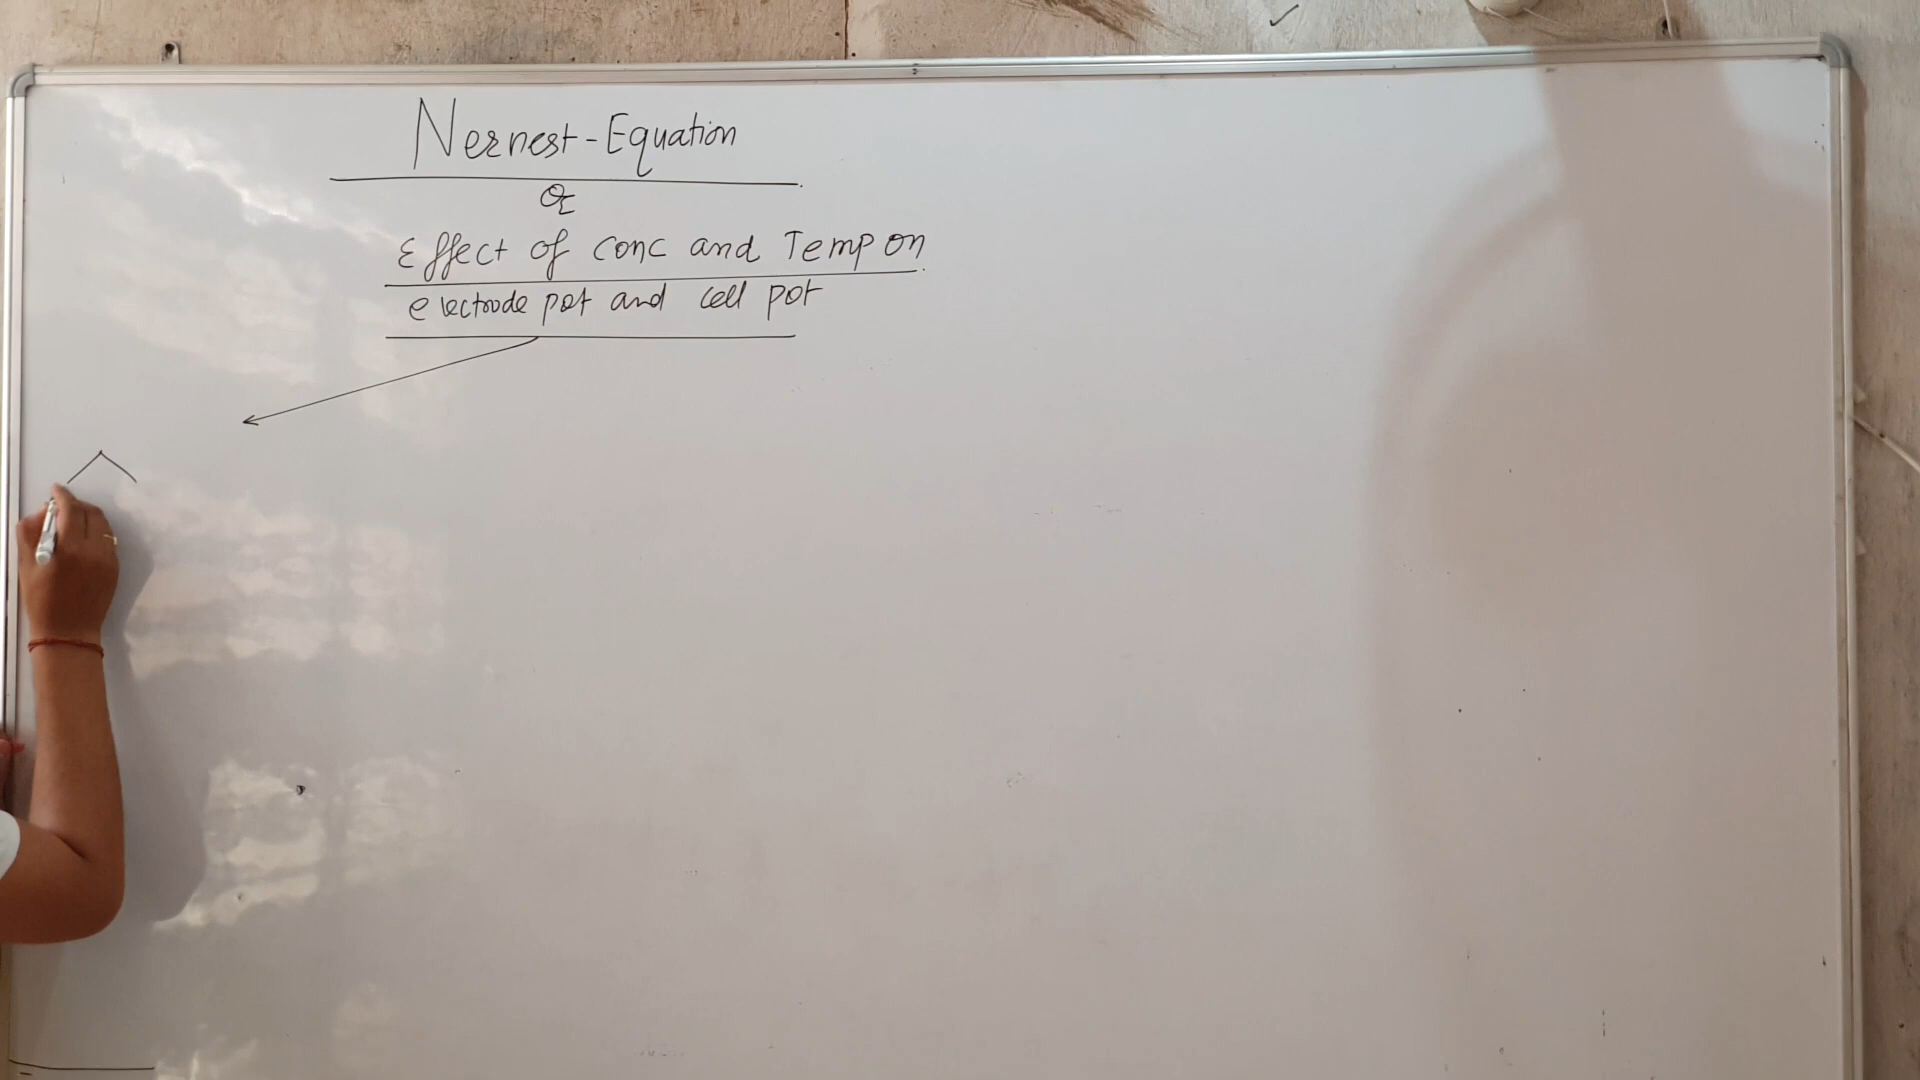 Nernest-Equation
Or
Effect of conc and Temp on
electrode pot and cell pot